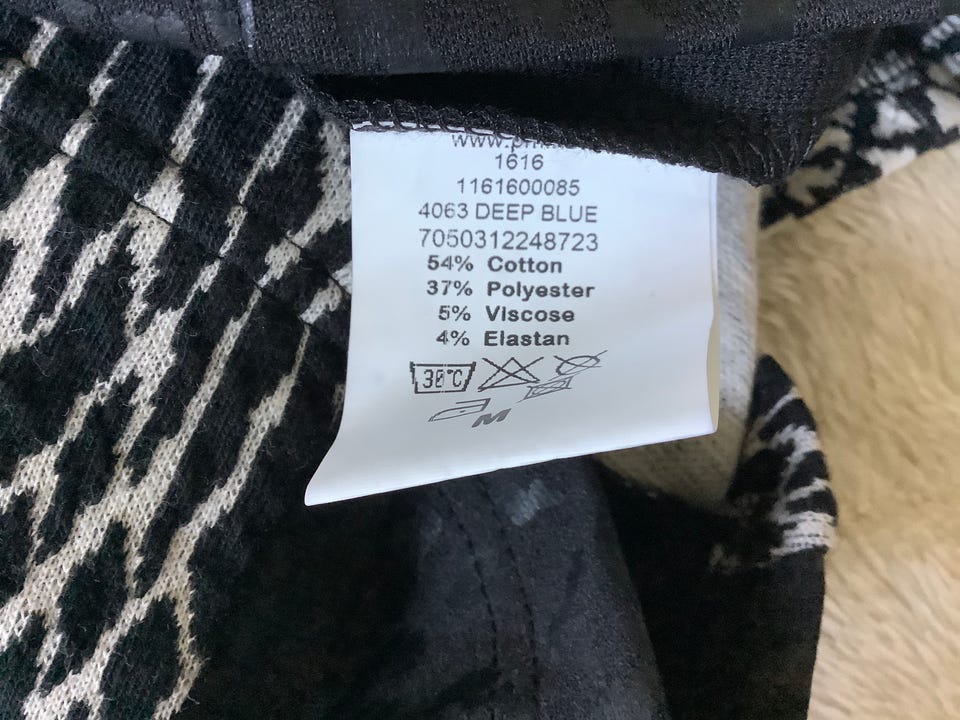 1616
1161600085
4063 DEEP BLUE
7050312248723
54% Cotton
37% Polyester
5% Viscose
4% Elastan
30°C
M